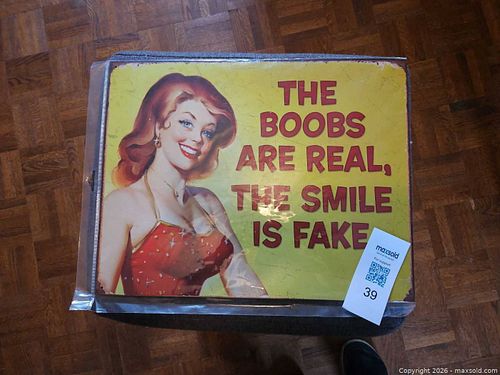 THE
BOOBS
ARE REAL,
THE SMILE
IS FAKE
maxsold
39
Copyright 2026 - maxsold.com